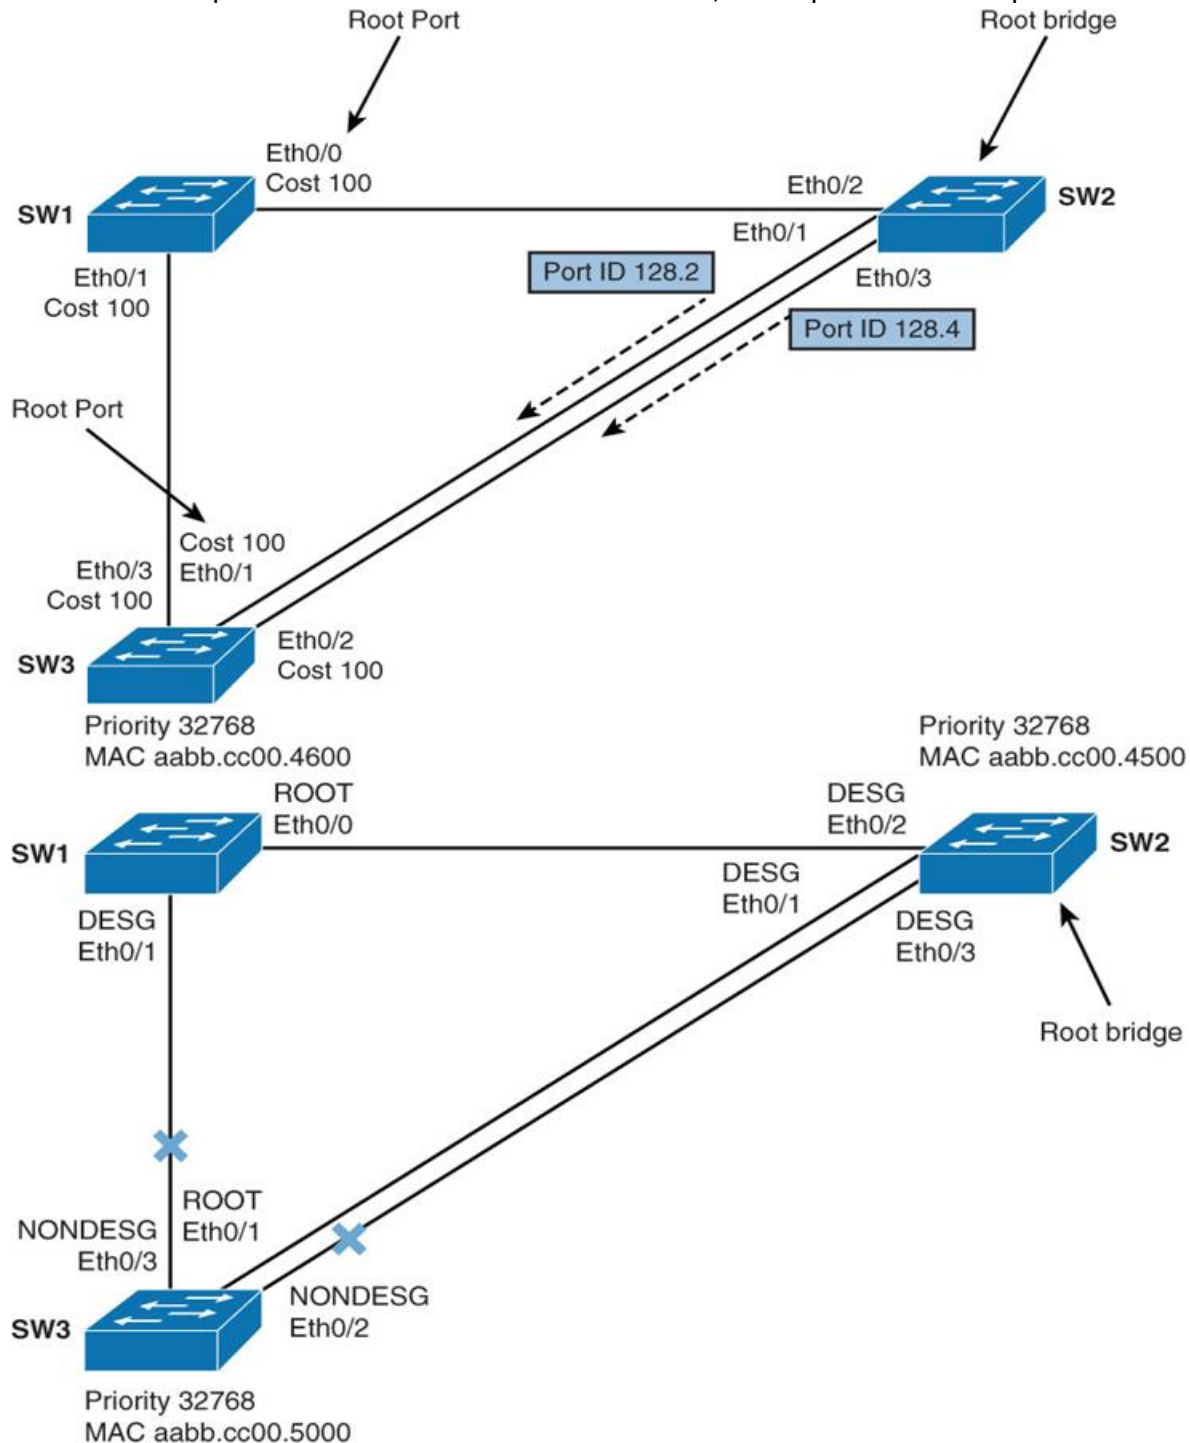 Root Port
Root bridge
Eth0/0
Cost 100
SW1
Eth0/2
SW2
Eth0/1
Port ID 128.2
Eth0/3
Eth0/1
Cost 100
Port ID 128.4
Root Port
Cost 100
Eth0/1
Eth0/3
Cost 100
Eth0/2
Cost 100
SW3
Priority 32768
MAC aabb.cc00.4600
Priority 32768
MAC aabb.cc00.4500
ROOT
Eth0/0
DESG
Eth0/2
SW1
SW2
DESG
Eth0/1
DESG
Eth0/1
DESG
Eth0/3
Root bridge
ROOT
Eth0/1
NONDESG
Eth0/3
NONDESG
Eth0/2
SW3
Priority 32768
MAC aabb.cc00.5000